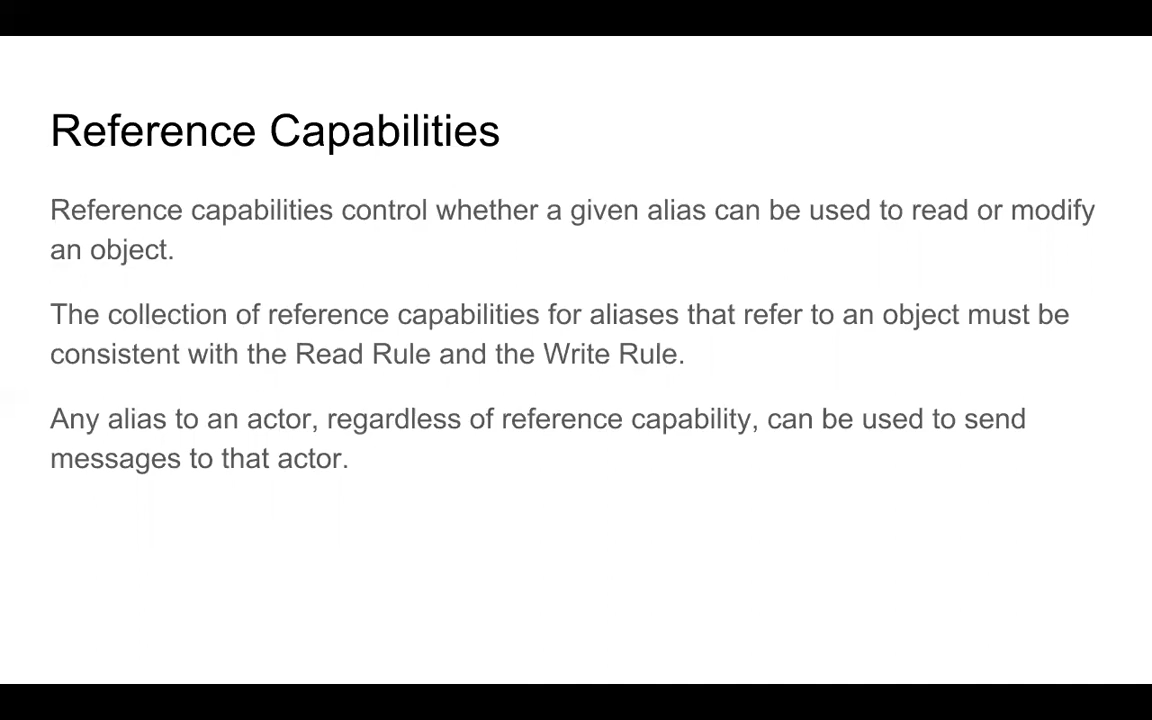 Reference Capabilities
Reference capabilities control whether a given alias can be used to read or modify
an object.
The collection of reference capabilities for aliases that refer to an object must be
consistent with the Read Rule and the Write Rule.
Any alias to an actor, regardless of reference capability, can be used to send
messages to that actor.